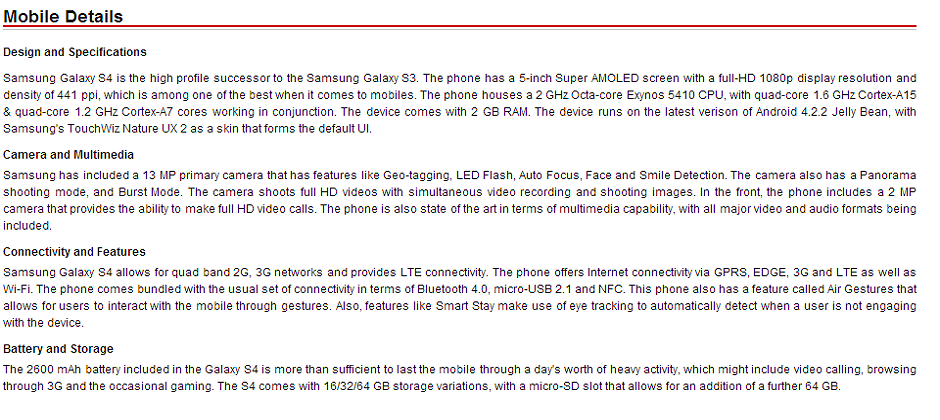 Mobile Details
Design and Specifications
Samsung Galaxy S4 is the high profile successor to the Samsung Galaxy S3. The phone has a 5-inch Super AMOLED screen with a full-HD 1080p display resolution and
density of 441 ppi, which is among one of the best when it comes to mobiles. The phone houses a 2 GHz Octa-core Exynos 5410 CPU, with quad-core 1.6 GHz Cortex-A15
& quad-core 1.2 GHz Cortex-A7 cores working in conjunction. The device comes with 2 GB RAM. The device runs on the latest verison of Android 4.2.2 Jelly Bean, with
Samsung's TouchWiz Nature UX 2 as a skin that forms the default UI.
Camera and Multimedia
Samsung has included a 13 MP primary camera that has features like Geo-tagging, LED Flash, Auto Focus, Face and Smile Detection. The camera also has a Panorama
shooting mode, and Burst Mode. The camera shoots full HD videos with simultaneous video recording and shooting images. In the front, the phone includes a 2 MP
camera that provides the ability to make full HD video calls. The phone is also state of the art in terms of multimedia capability, with all major video and audio formats being
included.
Connectivity and Features
Samsung Galaxy S4 allows for quad band 2G, 3G networks and provides LTE connectivity. The phone offers Internet connectivity via GPRS, EDGE, 3G and LTE as well as
Wi-Fi. The phone comes bundled with the usual set of connectivity in terms of Bluetooth 4.0, micro-USB 2.1 and NFC. This phone also has a feature called Air Gestures that
allows for users to interact with the mobile through gestures. Also, features like Smart Stay make use of eye tracking to automatically detect when a user is not engaging
with the device.
Battery and Storage
The 2600 mAh battery included in the Galaxy S4 is more than sufficient to last the mobile through a day's worth of heavy activity, which might include video calling, browsing
through 3G and the occasional gaming. The S4 comes with 16/32/64 GB storage variations, with a micro-SD slot that allows for an addition of a further 64 GB.